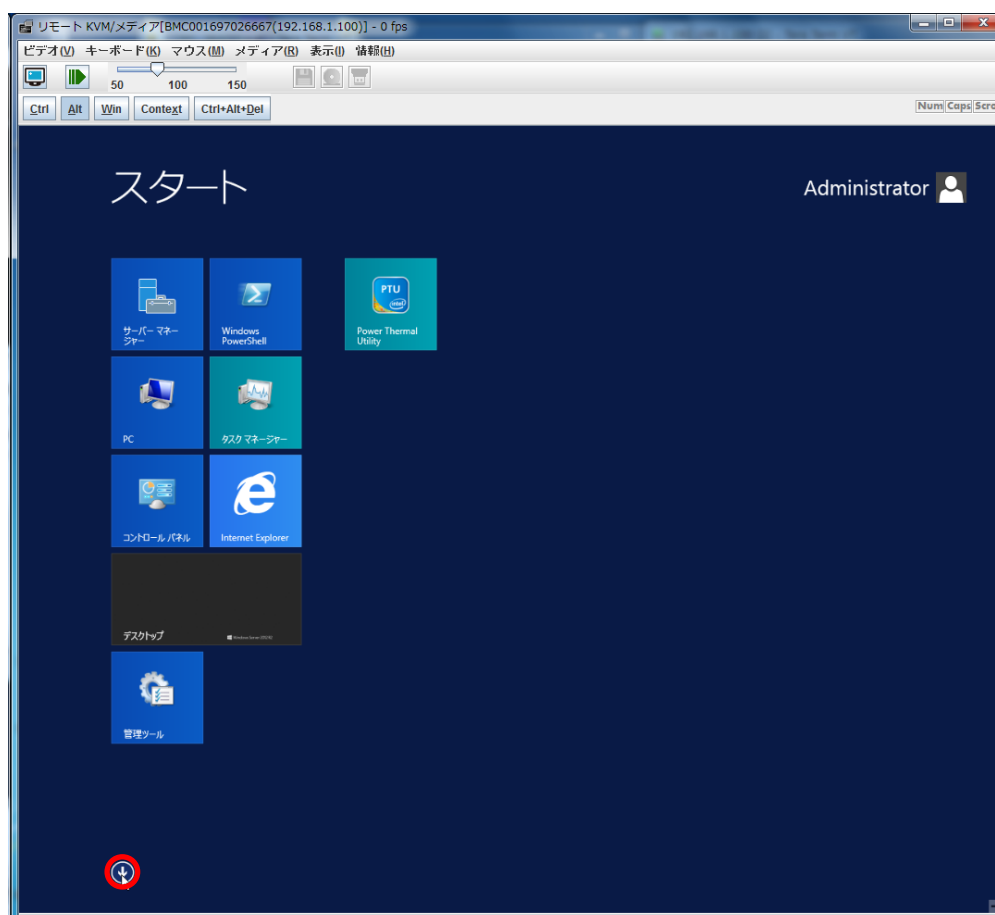 リモート KVM/メディア[BMC001697026667(192.168.1.100)] - 0 fps
ビデオ(V) キーボード(K) マウス(M) メディア(R) 表示(I) 情報(H)
50 100 150
Ctrl Alt Win Context Ctrl+Alt+Del
Num Caps Scro
スタート
Administrator
サーバー マネー
ジャー
Windows
PowerShell
PTU
intel
Power Thermal
Utility
PC
タスク マネージャー
コントロール パネル
Internet Explorer
デスクトップ
管理ツール